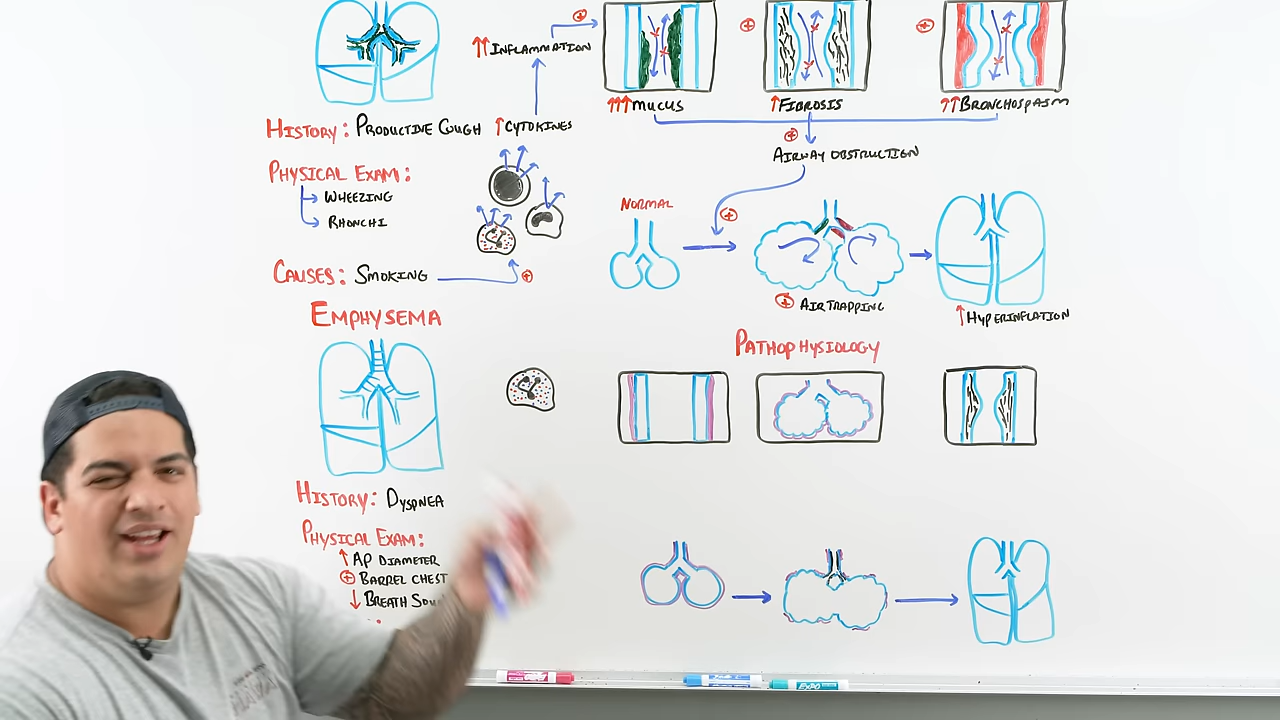 ↑↑ INFLAMMATION
↑↑↑ MUCUS
↑ FIBROSIS
↑↑ BRONCHOSPASM
HISTORY: PRODUCTIVE COUGH
↑ CYTOKINES
AIRWAY OBSTRUCTION
PHYSICAL EXAM:
WHEEZING
RHONCHI
NORMAL
CAUSES: SMOKING
+ AIR TRAPPING
↑ HYPERINFLATION
EMPHYSEMA
PATHOPHYSIOLOGY
HISTORY: DYSPNEA
PHYSICAL EXAM:
↑ AP DIAMETER
+ BARREL CHEST
↓ BREATH SOU
EXPO